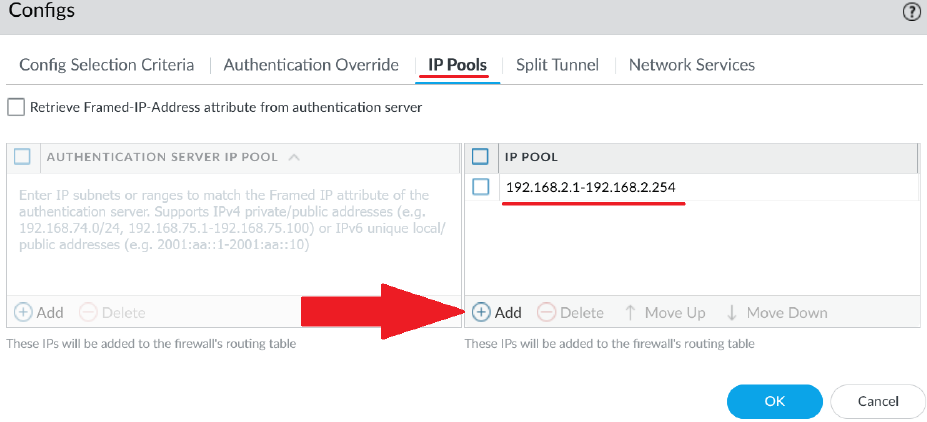 Configs
Config Selection Criteria
Authentication Override
IP Pools
Split Tunnel
Network Services
Retrieve Framed-IP-Address attribute from authentication server
AUTHENTICATION SERVER IP POOL
Enter IP subnets or ranges to match the Framed IP attribute of the
authentication server. Supports IPv4 private/public addresses (e.g.
192.168.74.0/24, 192.168.75.1-192.168.75.100) or IPv6 unique local/
public addresses (e.g. 2001:aa::1-2001:aa::10)
Add
Delete
These IPs will be added to the firewall's routing table
IP POOL
192.168.2.1-192.168.2.254
Add
Delete
Move Up
Move Down
These IPs will be added to the firewall's routing table
OK
Cancel